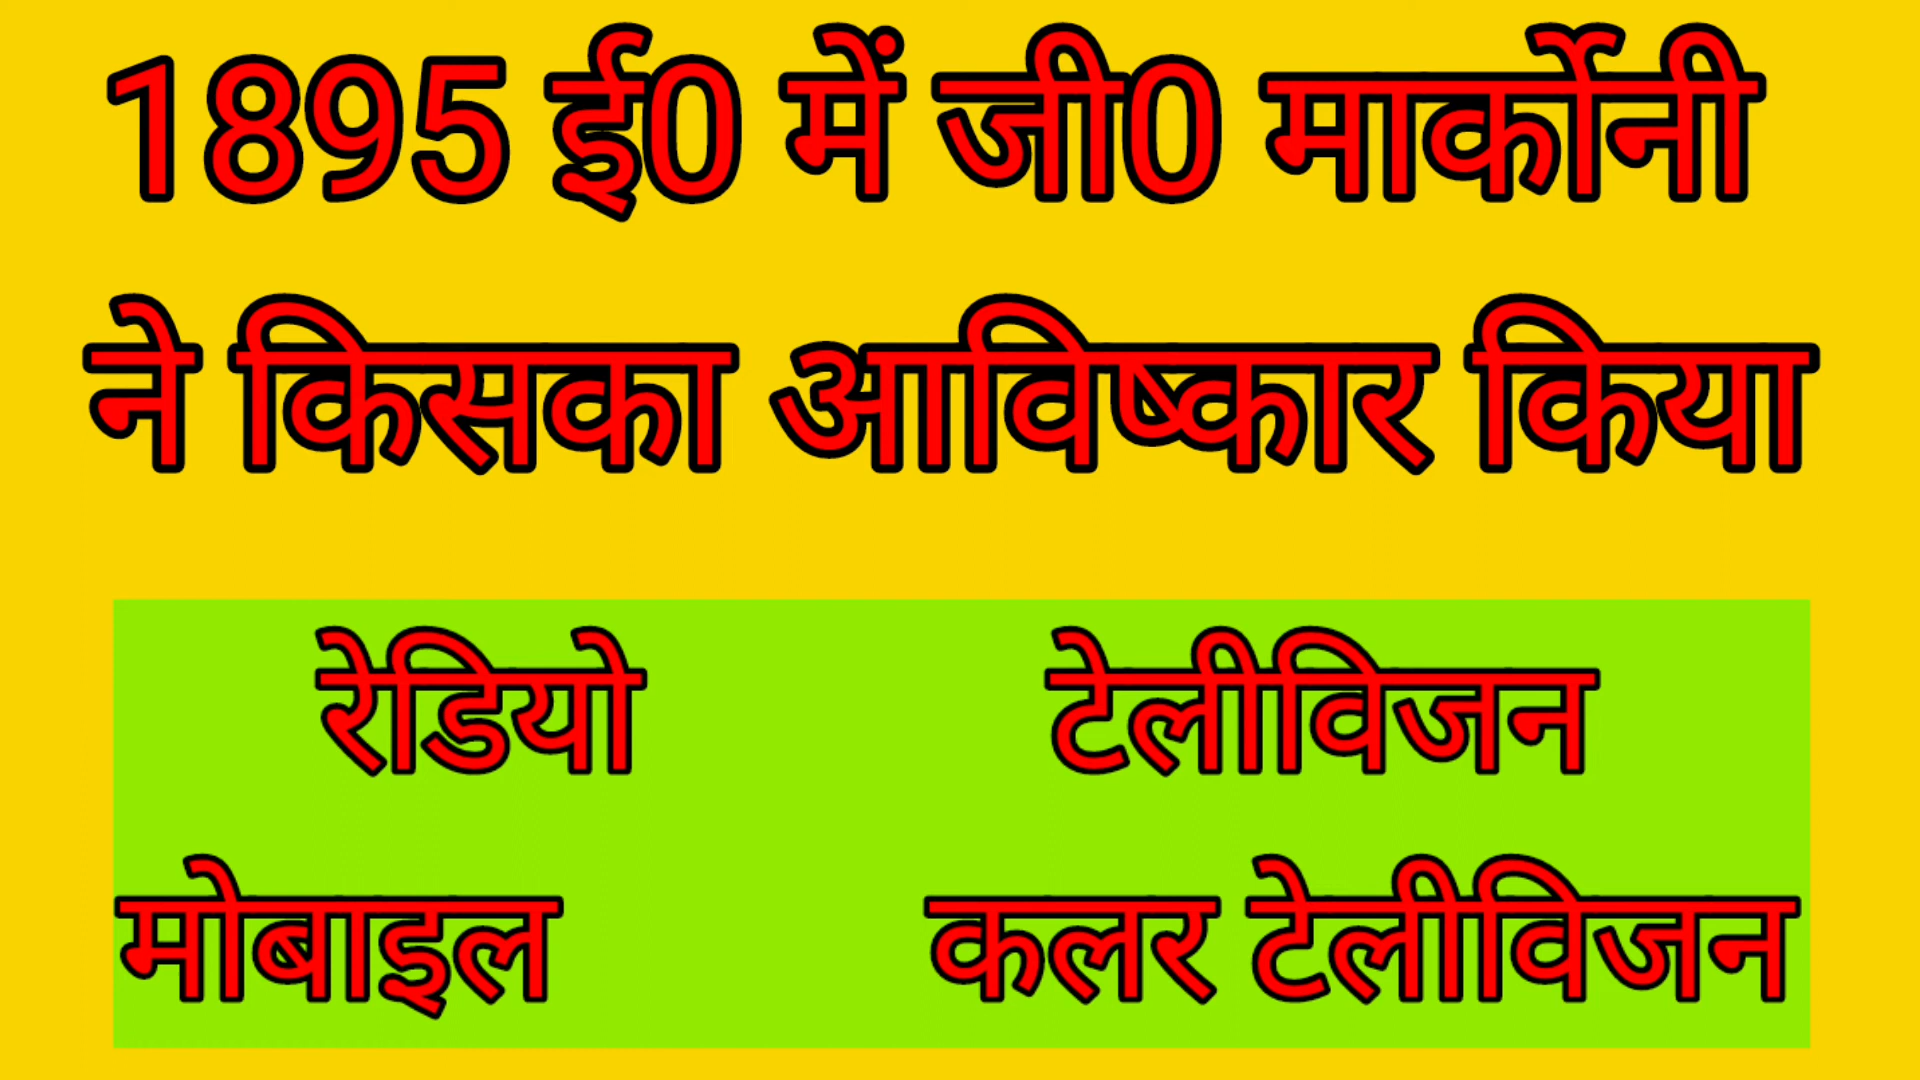 1895 ई0 में जी0 मार्कोनी
ने किसका आविष्कार किया
रेडियो टेलीविजन
मोबाइल कलर टेलीविजन